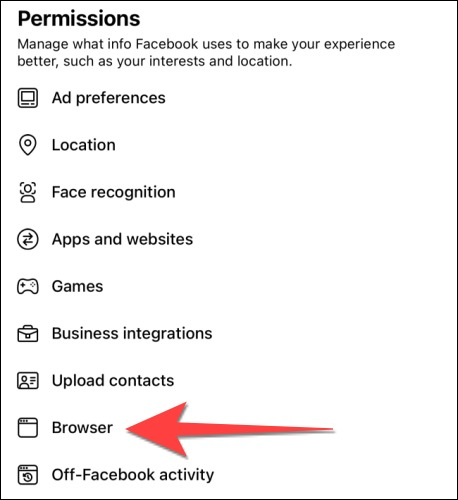 Permissions
Manage what info Facebook uses to make your experience
better, such as your interests and location.
Ad preferences
Location
Face recognition
Apps and websites
Games
Business integrations
Upload contacts
Browser
Off-Facebook activity